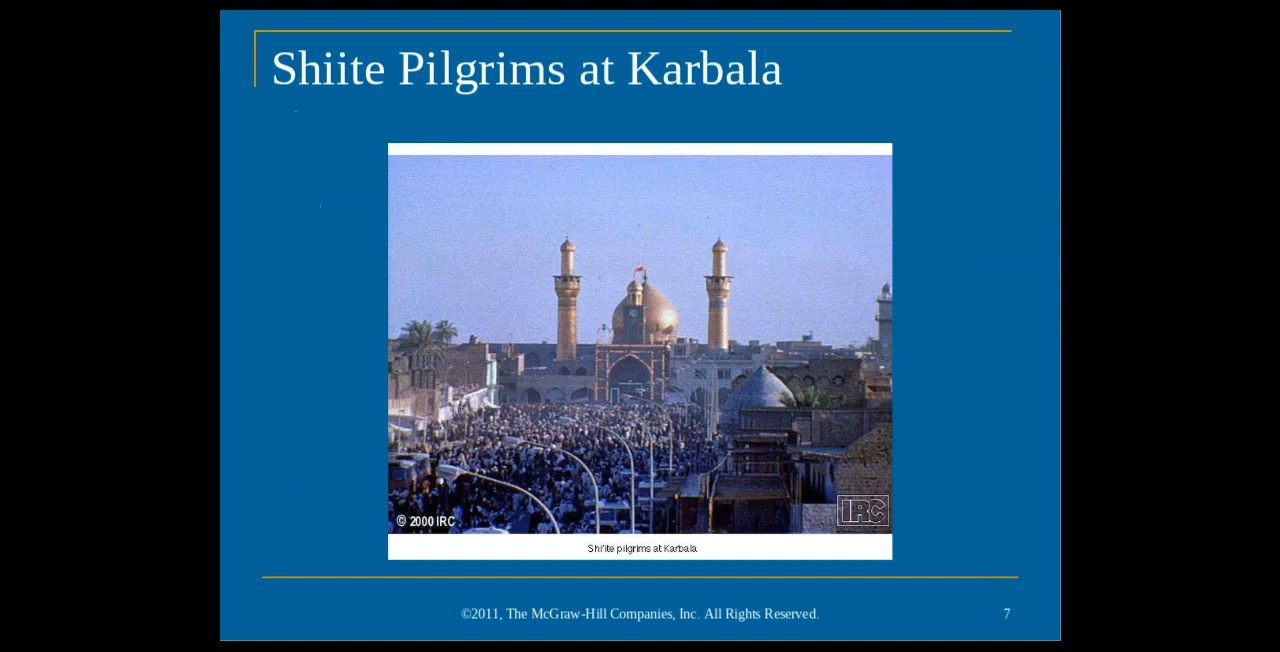 Shiite Pilgrims at Karbala
© 2000 IRC
IRC
Shi'ite pilgrims at Karbala
©2011, The McGraw-Hill Companies, Inc. All Rights Reserved.
7